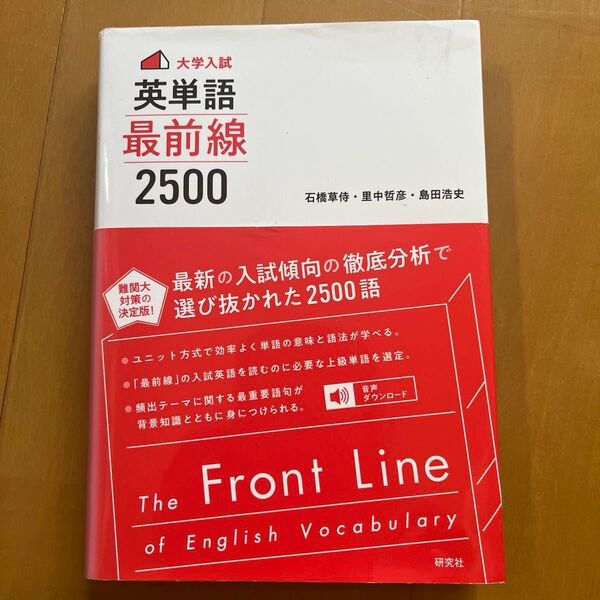 大学入試
英単語
最前線
2500
石橋草侍・里中哲彦・島田浩史
難関大
対策の
決定版!
最新の入試傾向の徹底分析で
選び抜かれた2500語
●ユニット方式で効率よく単語の意味と語法が学べる。
●「最前線」の入試英語を読むのに必要な上級単語を選定。
●頻出テーマに関する最重要語句が
背景知識とともに身につけられる。
音声
ダウンロード
The Front Line
of English Vocabulary
研究社